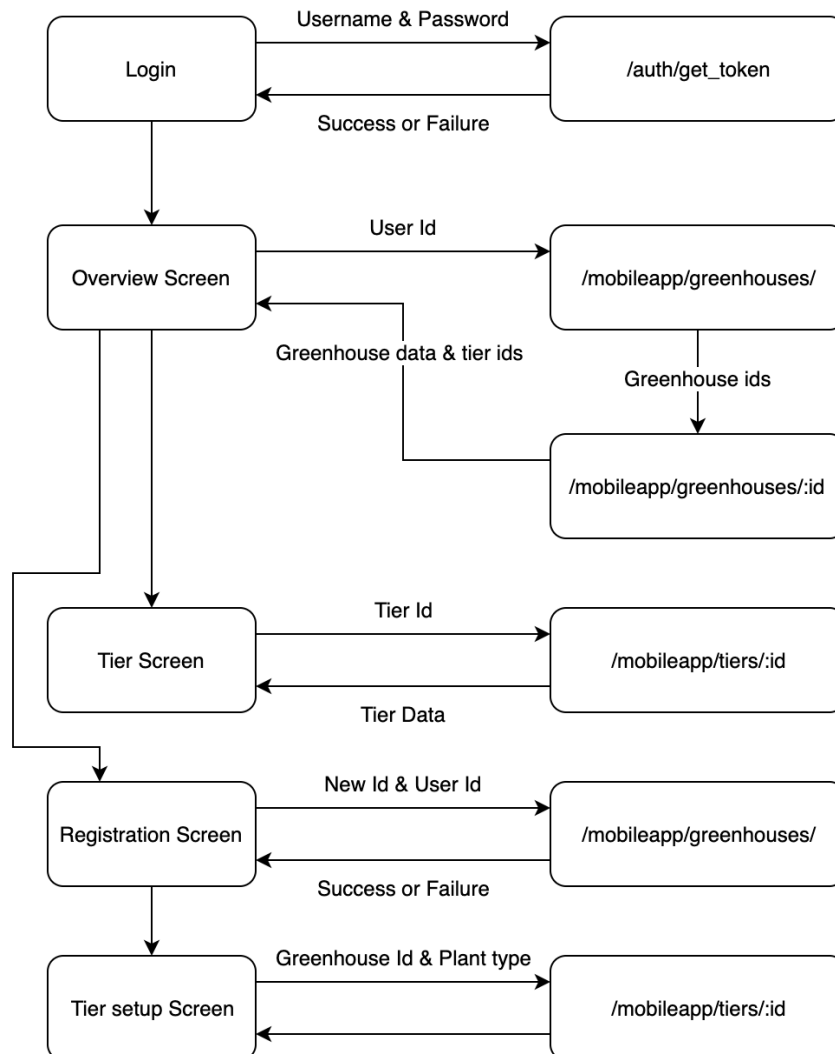 Username & Password
Login
/auth/get_token
Success or Failure
User Id
Overview Screen
/mobileapp/greenhouses/
Greenhouse data & tier ids
Greenhouse ids
/mobileapp/greenhouses/:id
Tier Id
Tier Screen
/mobileapp/tiers/:id
Tier Data
New Id & User Id
Registration Screen
/mobileapp/greenhouses/
Success or Failure
Greenhouse Id & Plant type
Tier setup Screen
/mobileapp/tiers/:id